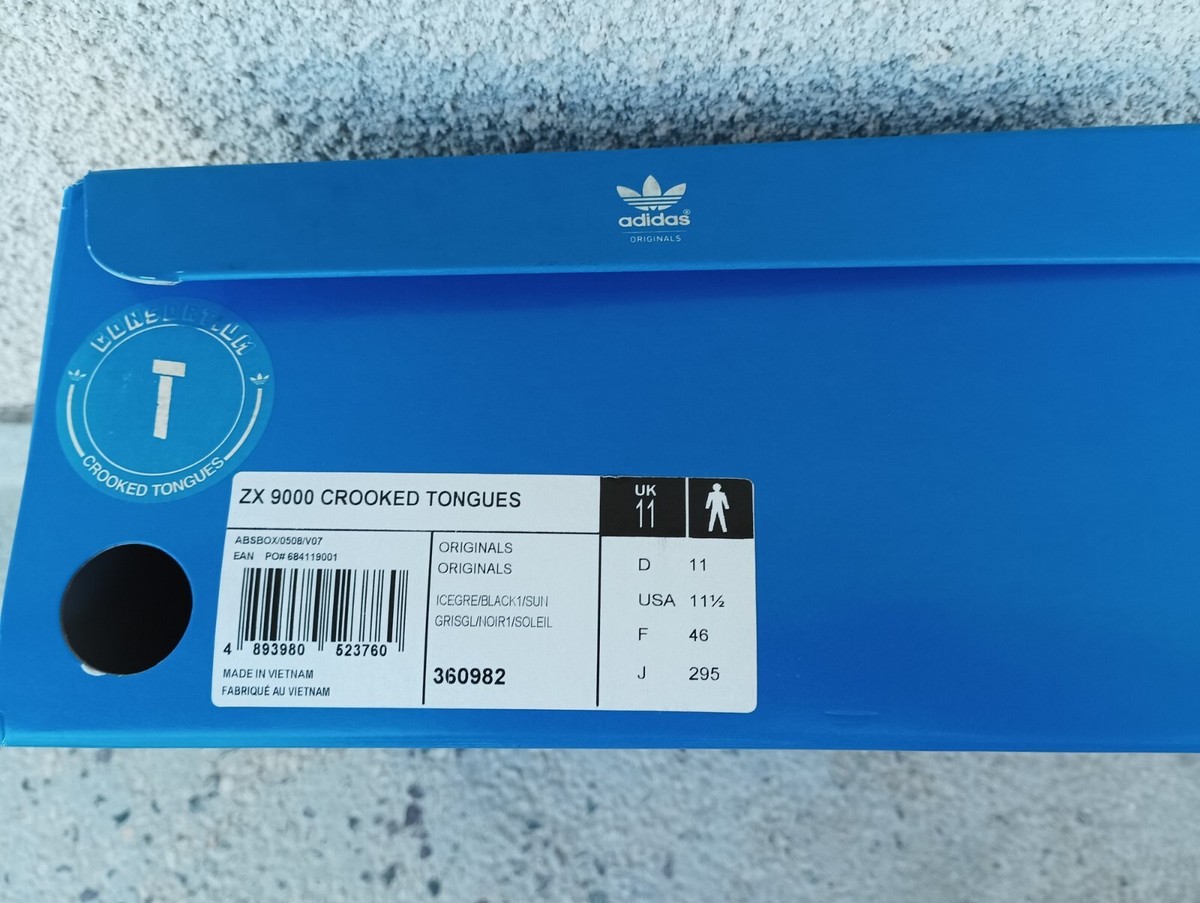 adidas®
ORIGINALS
CONSORTIUM
T
CROOKED TONGUES
ZX 9000 CROOKED TONGUES
UK
11
ABSBOX/0508/V07
EAN PO# 684119001
4 893980 523760
MADE IN VIETNAM
FABRIQUÉ AU VIETNAM
ORIGINALS
ORIGINALS
ICEGRE/BLACK1/SUN
GRISGL/NOIR1/SOLEIL
360982
D 11
USA 11½
F 46
J 295